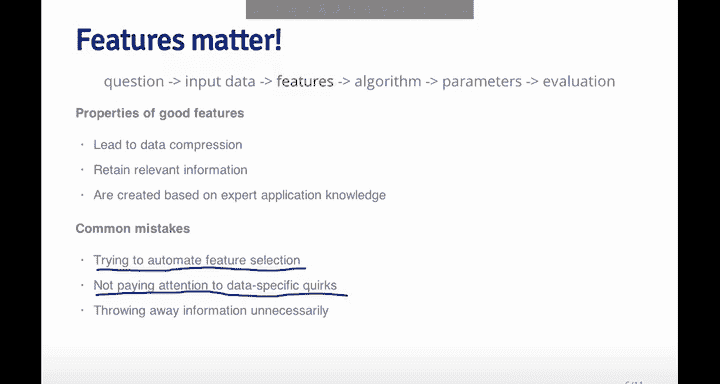 Features matter!
question -> input data -> features -> algorithm -> parameters -> evaluation
Properties of good features
· Lead to data compression
· Retain relevant information
· Are created based on expert application knowledge
Common mistakes
· Trying to automate feature selection
· Not paying attention to data-specific quirks
· Throwing away information unnecessarily